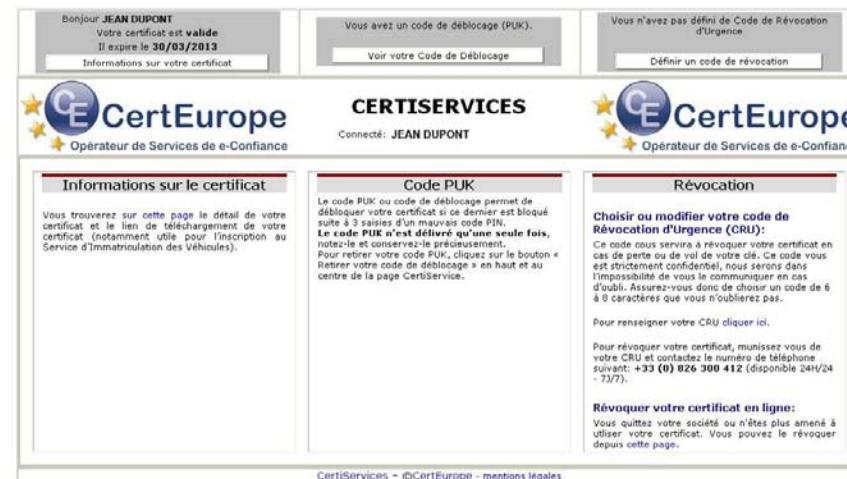 Bonjour JEAN DUPONT
Votre certificat est valide
Il expire le 30/03/2013
Informations sur votre certificat
Vous avez un code de déblocage (PUK).
Voir votre Code de Déblocage
Vous n'avez pas défini de Code de Révocation
d'Urgence
Définir un code de révocation
CE CertEurope
Opérateur de Services de e-Confiance
CERTISERVICES
Connecté: JEAN DUPONT
CE CertEurope
Opérateur de Services de e-Confianc
Informations sur le certificat
Vous trouverez sur cette page le détail de votre
certificat et le lien de téléchargement de votre
certificat (notamment utile pour l'inscription au
Service d'Immatriculation des Véhicules).
Code PUK
Le code PUK ou code de déblocage permet de
débloquer votre certificat si ce dernier est bloqué
suite à 3 saisies d'un mauvais code PIN.
Le code PUK n'est délivré qu'une seule fois,
notez-le et conservez-le précieusement.
Pour retirer votre code PUK, cliquez sur le bouton «
Retirer votre code de déblocage » en haut et au
centre de la page CertiService.
Révocation
Choisir ou modifier votre code de
Révocation d'Urgence (CRU):
Ce code cous servira à révoquer votre certificat en
cas de perte ou de vol de votre clé. Ce code vous
est strictement confidentiel, nous serons dans
l'impossibilité de vous le communiquer en cas
d'oubli. Assurez-vous donc de choisir un code de 6
à 8 caractères que vous n'oublierez pas.
Pour renseigner votre CRU cliquer ici.
Pour révoquer votre certificat, munissez vous de
votre CRU et contactez le numéro de téléphone
suivant: +33 (0) 826 300 412 (disponible 24H/24
- 7J/7).
Révoquer votre certificat en ligne:
Vous quittez votre société ou n'êtes plus amené à
utliser votre certificat. Vous pouvez le révoquer
depuis cette page.
CertiServices - ©CertEurope - mentions légales